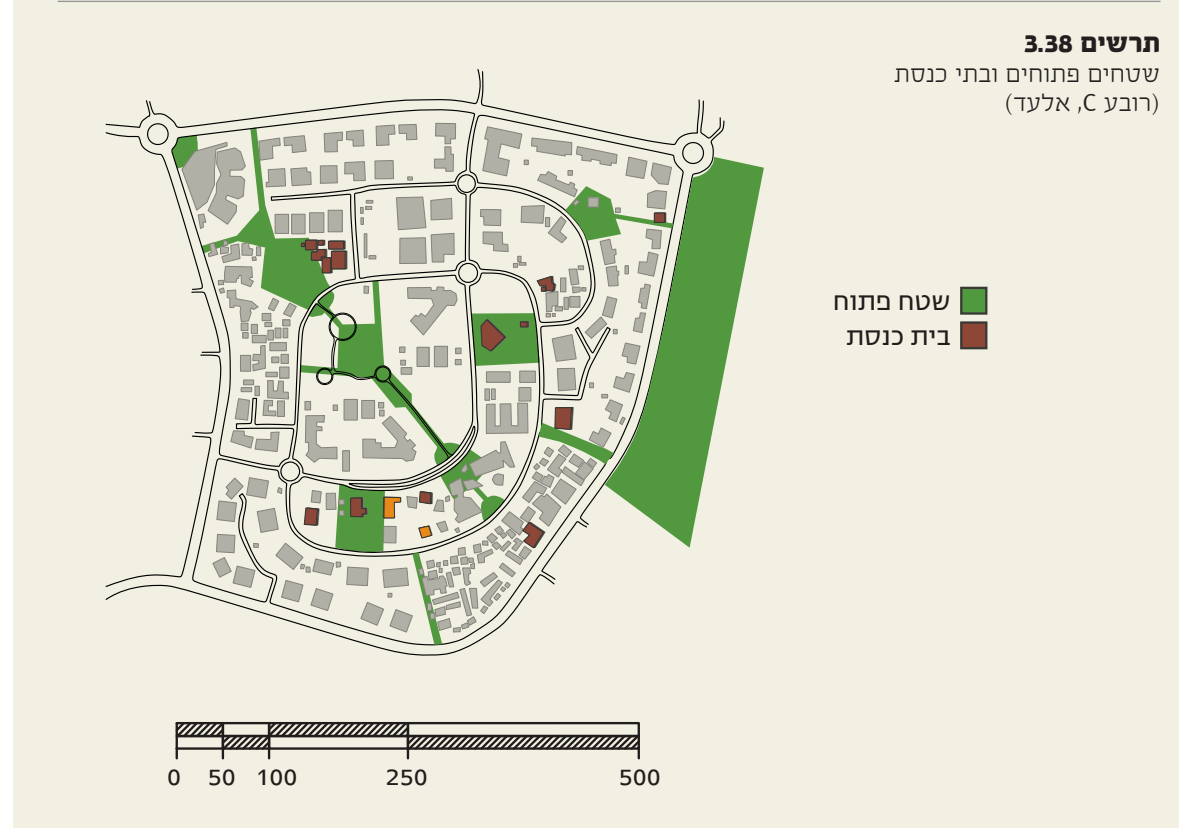 תרשים 3.38
שטחים פתוחים ובתי כנסת
(רובע C, אלעד)
שטח פתוח
בית כנסת
0 50 100 250 500